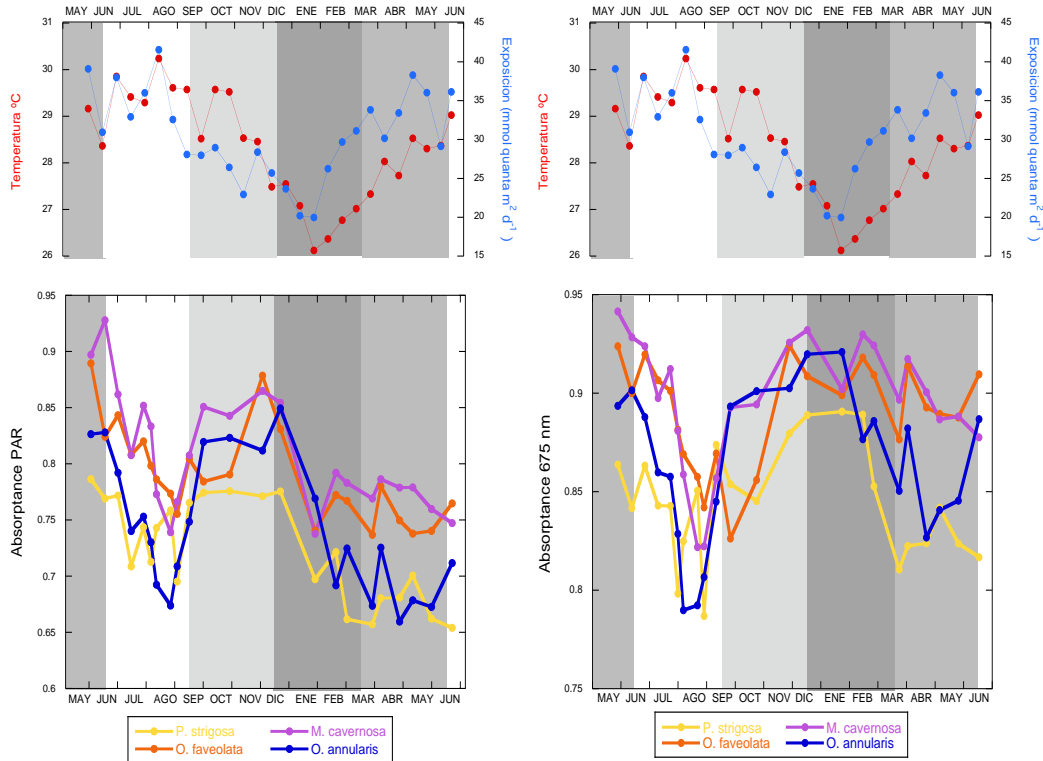 MAY JUN JUL AGO SEP OCT NOV DIC ENE FEB MAR ABR MAY JUN
31
30
29
28
27
26
Temperatura ºC
45
40
35
30
25
20
15
Exposicion (mmol quanta m² d⁻¹ )
MAY JUN JUL AGO SEP OCT NOV DIC ENE FEB MAR ABR MAY JUN
31
30
29
28
27
26
Temperatura ºC
45
40
35
30
25
20
15
Exposicion (mmol quanta m² d⁻¹ )
0.95
0.9
0.85
0.8
0.75
0.7
0.65
0.6
Absorptance PAR
MAY JUN JUL AGO SEP OCT NOV DIC ENE FEB MAR ABR MAY JUN
P. strigosa M. cavernosa
O. faveolata O. annularis
0.95
0.90
0.85
0.80
0.75
Absorptance 675 nm
MAY JUN JUL AGO SEP OCT NOV DIC ENE FEB MAR ABR MAY JUN
P. strigosa M. cavernosa
O. faveolata O. annularis